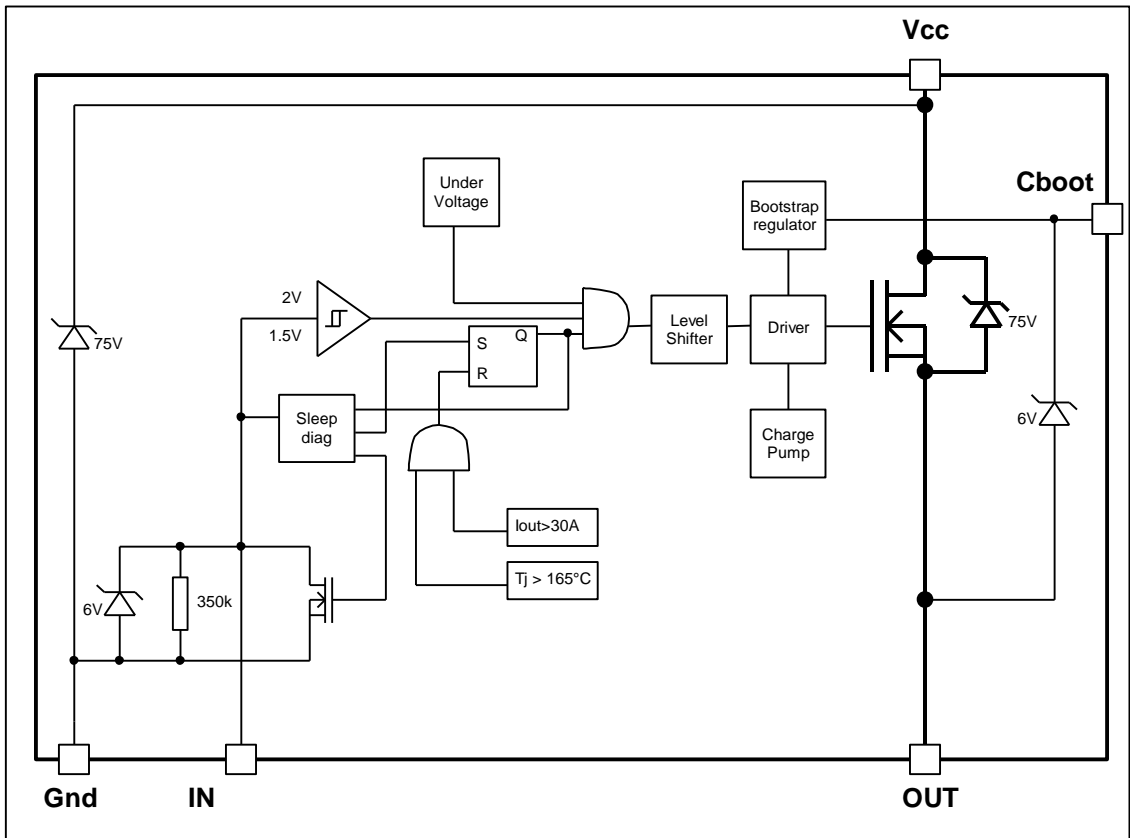 Vcc
Cboot
Under
Voltage
Bootstrap
regulator
2V
1.5V
75V
S
Q
R
Level
Shifter
Driver
75V
Sleep
diag
Charge
Pump
6V
Iout>30A
Tj > 165°C
6V
350k
Gnd
IN
OUT